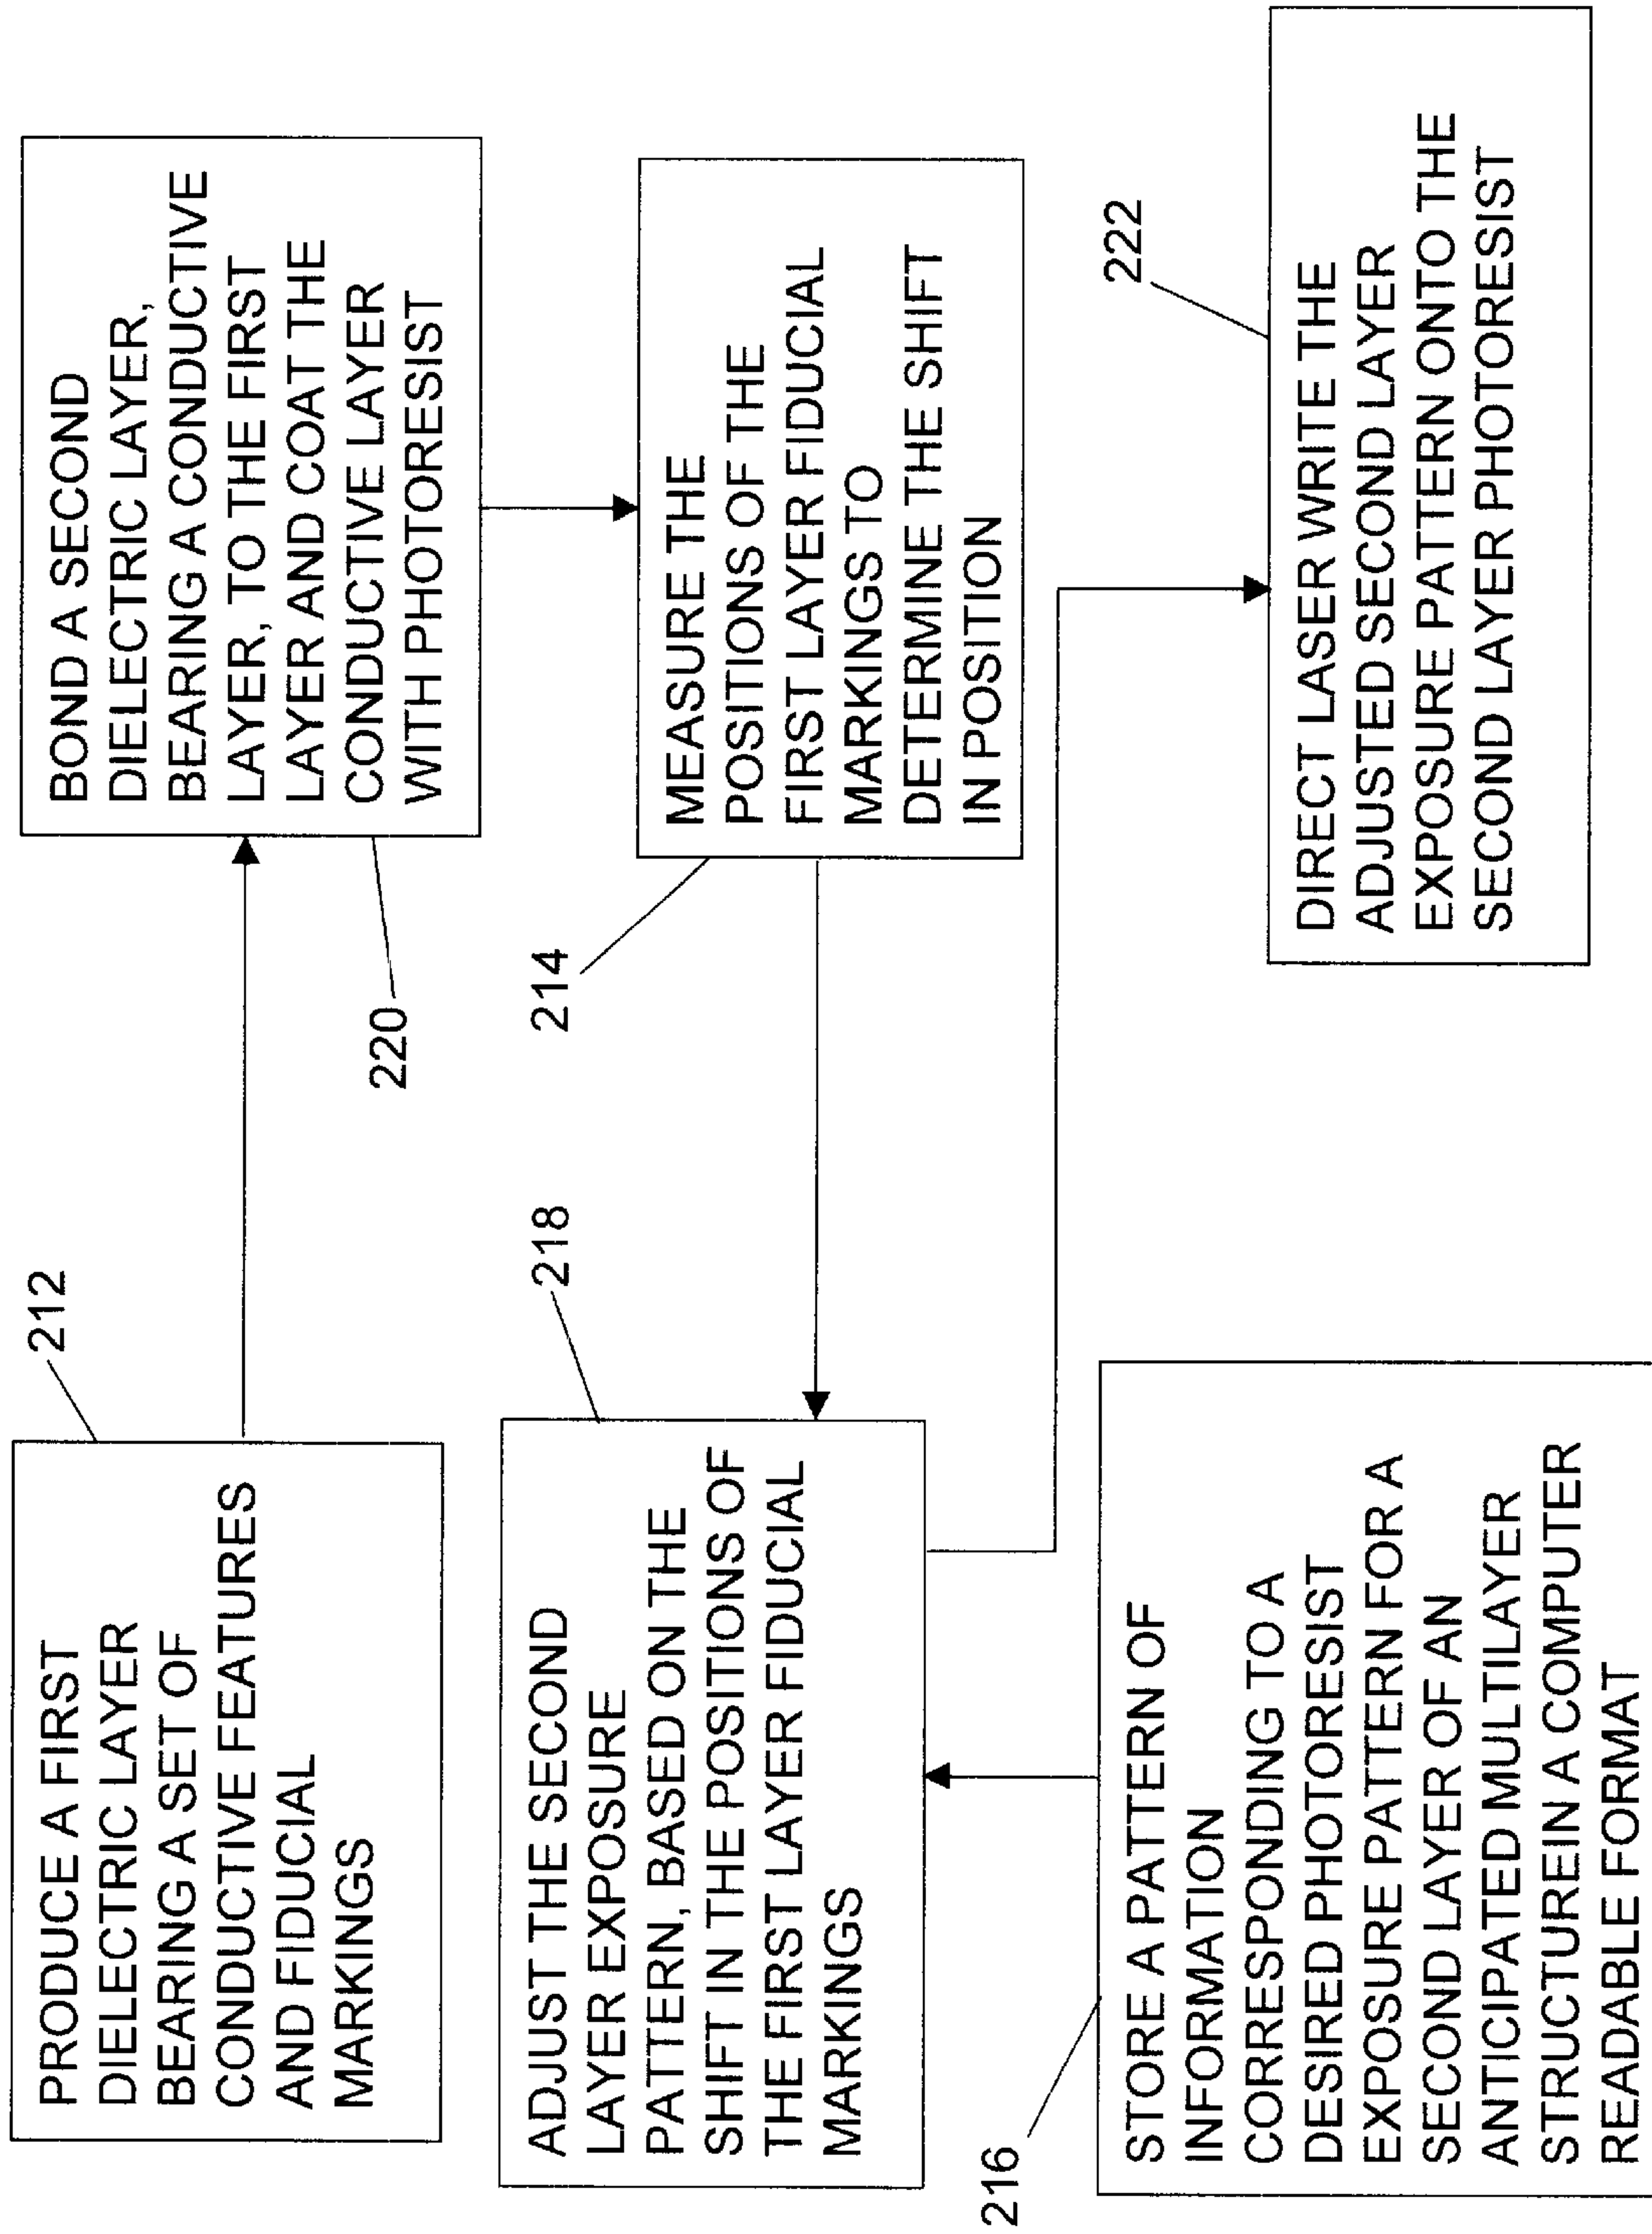 212
PRODUCE A FIRST
DIELECTRIC LAYER
BEARING A SET OF
CONDUCTIVE FEATURES
AND FIDUCIAL
MARKINGS
220
BOND A SECOND
DIELECTRIC LAYER,
BEARING A CONDUCTIVE
LAYER, TO THE FIRST
LAYER AND COAT THE
CONDUCTIVE LAYER
WITH PHOTORESIST
218
ADJUST THE SECOND
LAYER EXPOSURE
PATTERN, BASED ON THE
SHIFT IN THE POSITIONS OF
THE FIRST LAYER FIDUCIAL
MARKINGS
214
MEASURE THE
POSITIONS OF THE
FIRST LAYER FIDUCIAL
MARKINGS TO
DETERMINE THE SHIFT
IN POSITION
216
STORE A PATTERN OF
INFORMATION
CORRESPONDING TO A
DESIRED PHOTORESIST
EXPOSURE PATTERN FOR A
SECOND LAYER OF AN
ANTICIPATED MULTILAYER
STRUCTUREIN A COMPUTER
READABLE FORMAT
222
DIRECT LASER WRITE THE
ADJUSTED SECOND LAYER
EXPOSURE PATTERN ONTO THE
SECOND LAYER PHOTORESIST